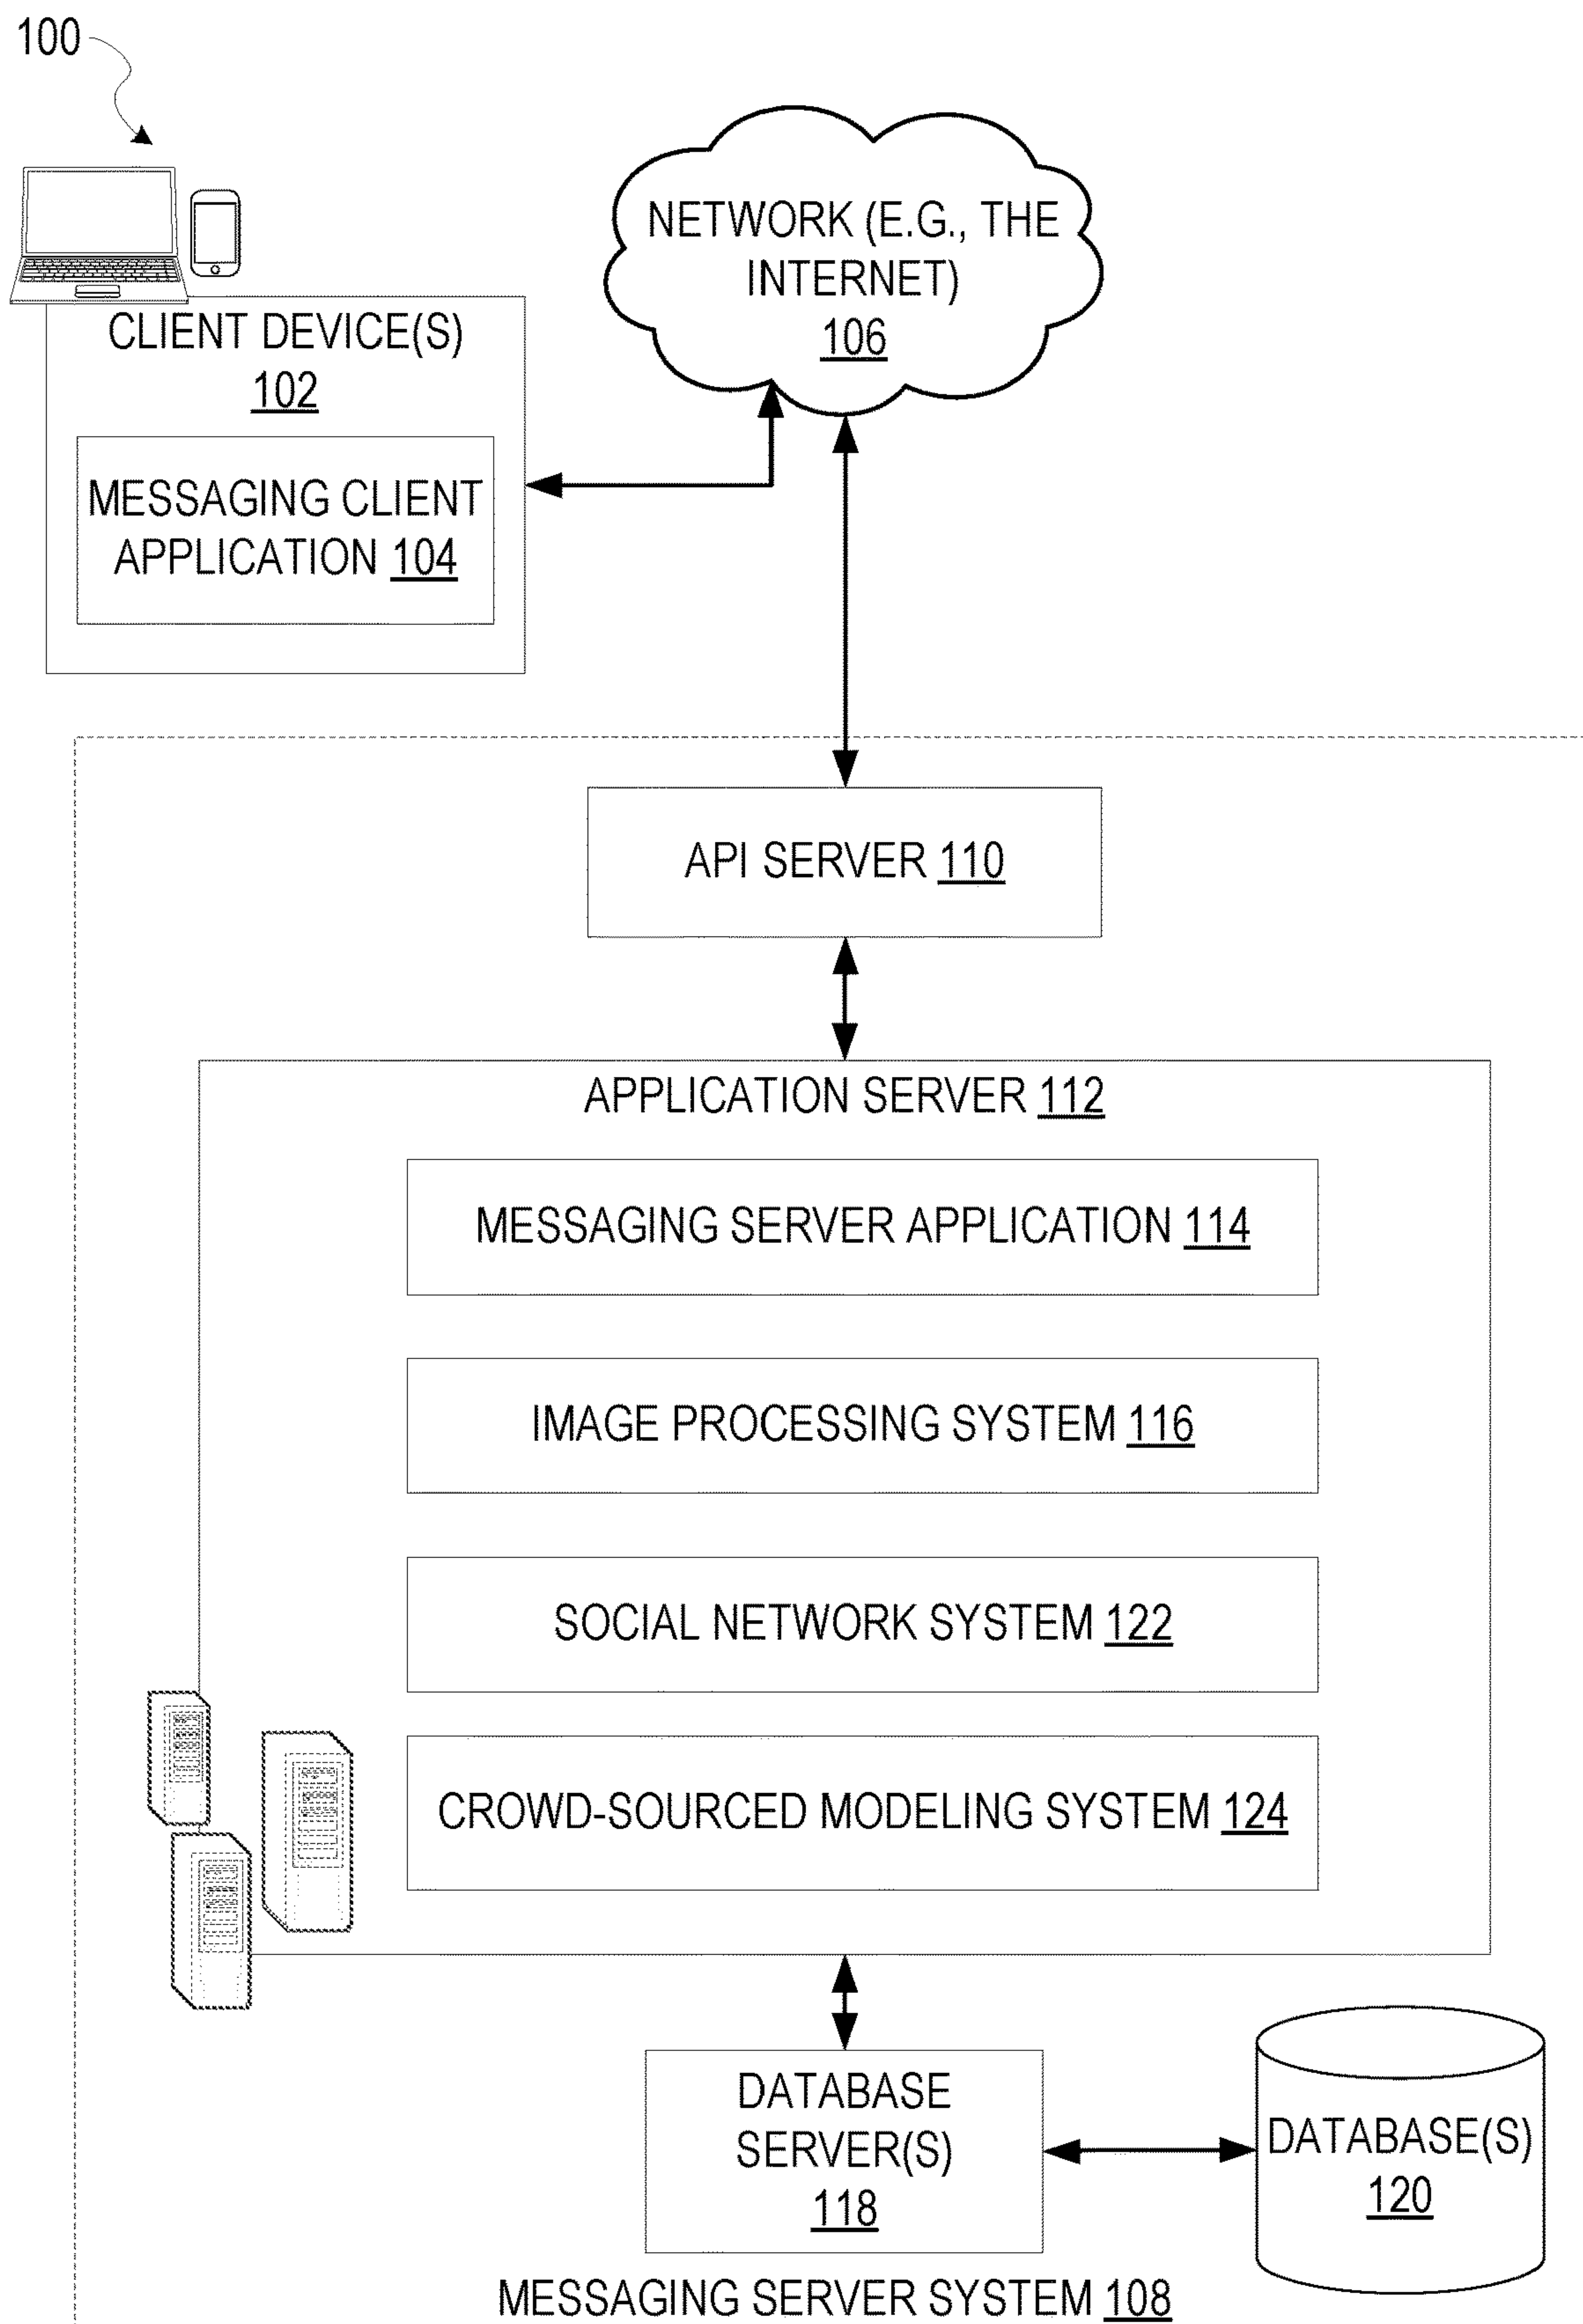 100
NETWORK (E.G., THE
INTERNET)
106
CLIENT DEVICE(S)
102
MESSAGING CLIENT
APPLICATION 104
API SERVER 110
APPLICATION SERVER 112
MESSAGING SERVER APPLICATION 114
IMAGE PROCESSING SYSTEM 116
SOCIAL NETWORK SYSTEM 122
CROWD-SOURCED MODELING SYSTEM 124
DATABASE
SERVER(S)
118
DATABASE(S)
120
MESSAGING SERVER SYSTEM 108